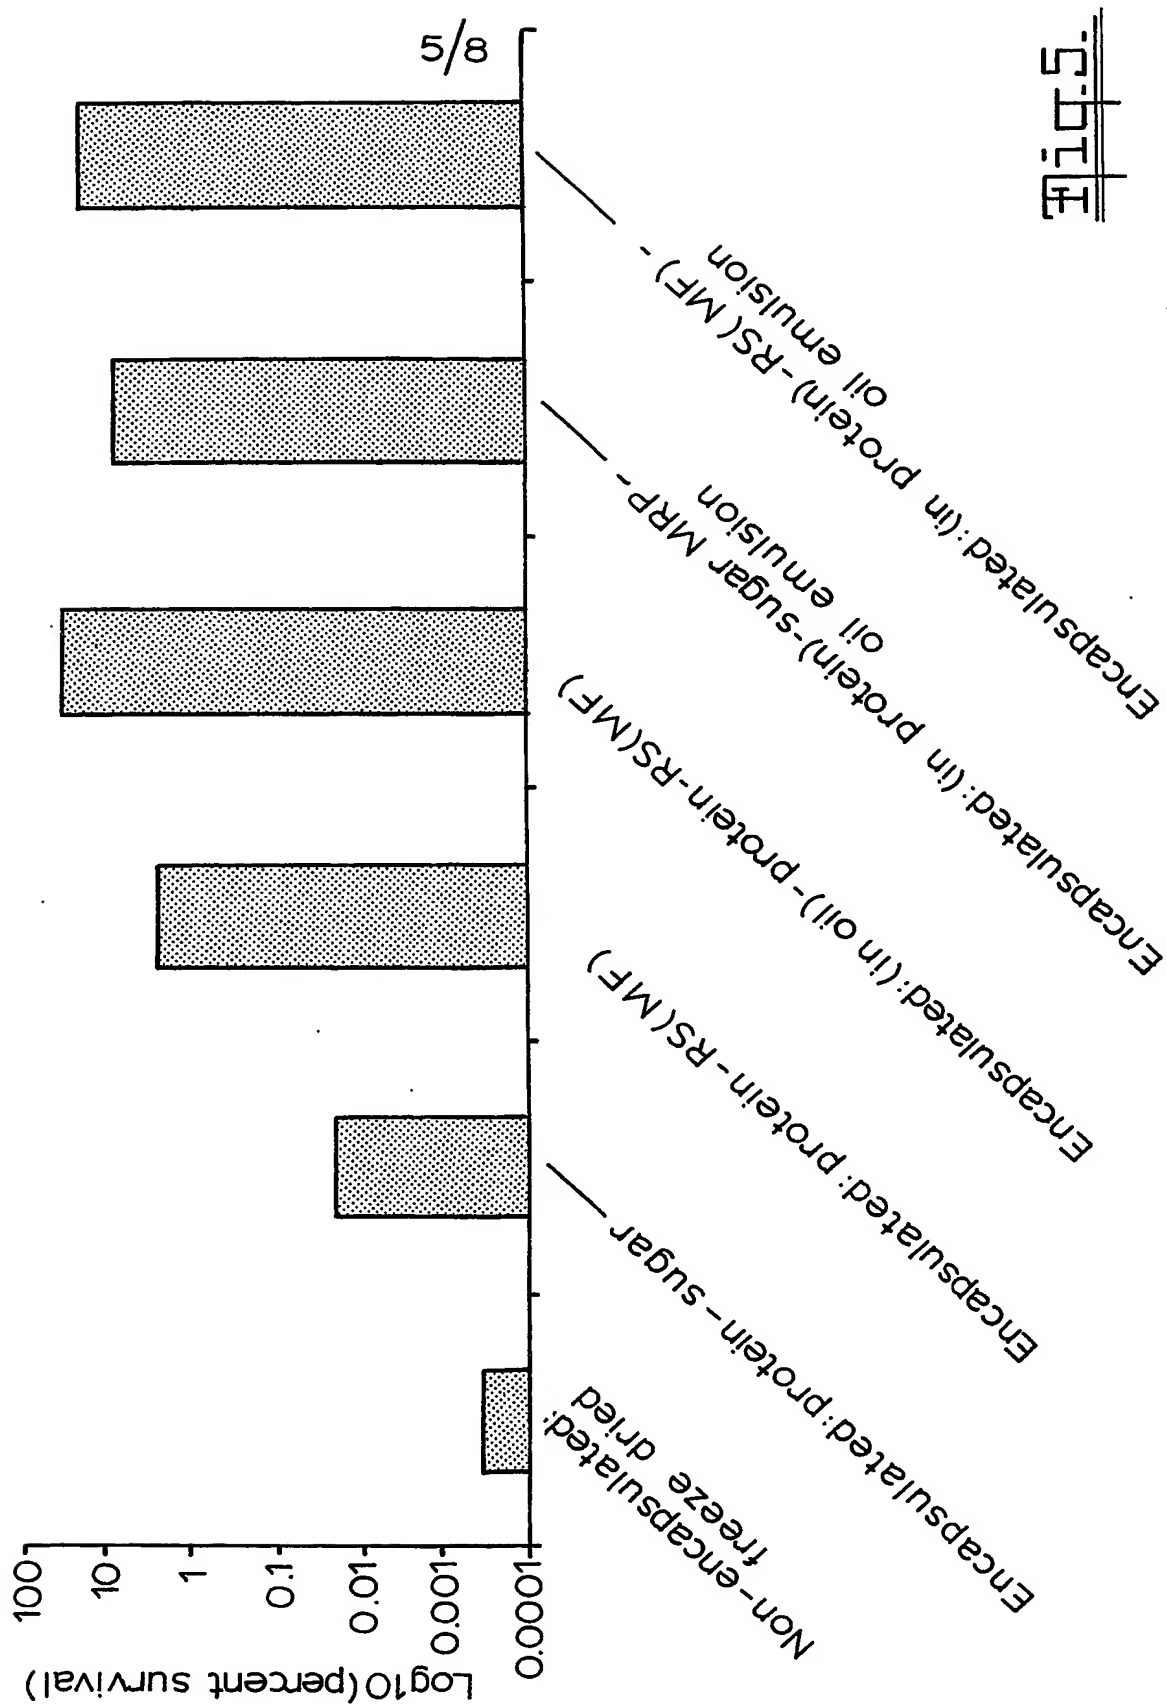 5/8
Log10(percent survival)
100
10
1
0.1
0.01
0.001
0.0001
Non-encapsulated:
freeze dried
Encapsulated:protein-sugar
Encapsulated: protein-RS(MF)
Encapsulated:(in oil)-protein-RS(MF)
Encapsulated:(in protein)-sugar MRP-
oil emulsion
Encapsulated:(in protein)-RS(MF)-
oil emulsion
Fig.5.